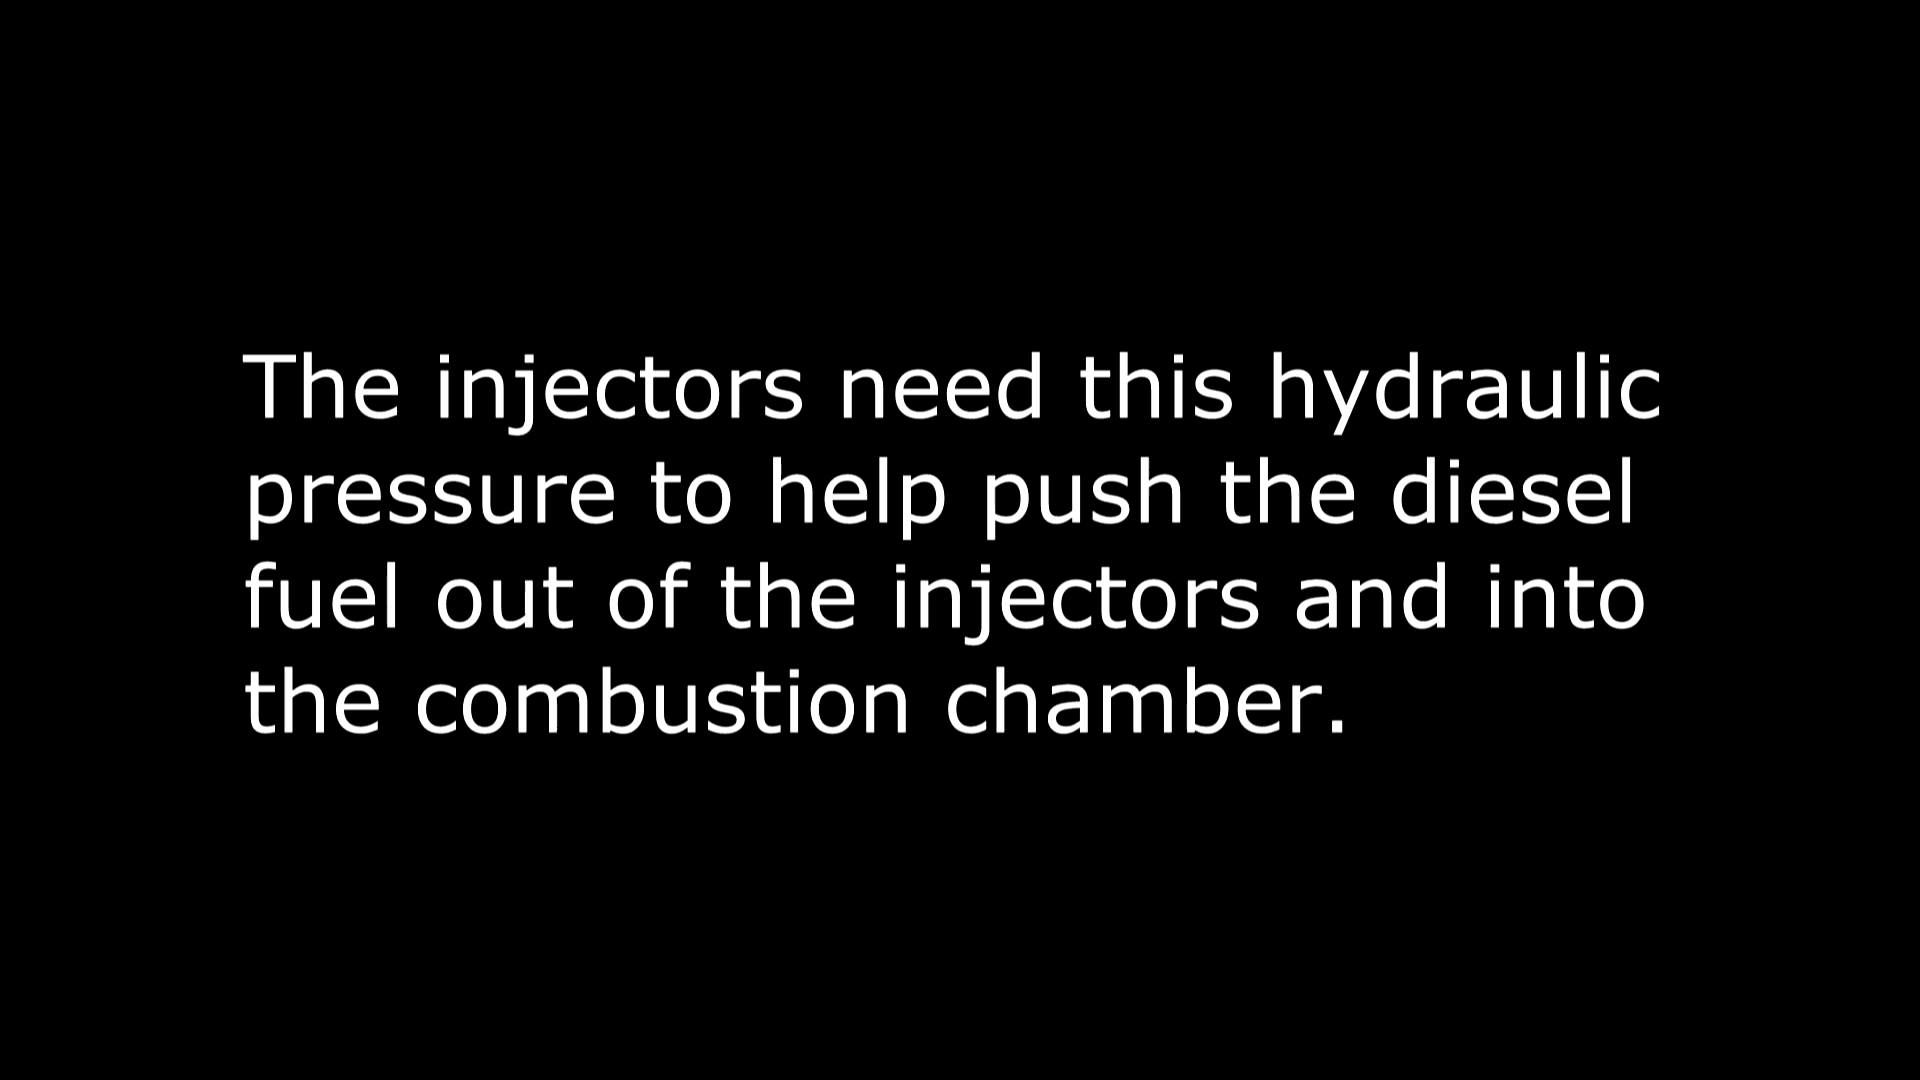 The injectors need this hydraulic
pressure to help push the diesel
fuel out of the injectors and into
the combustion chamber.